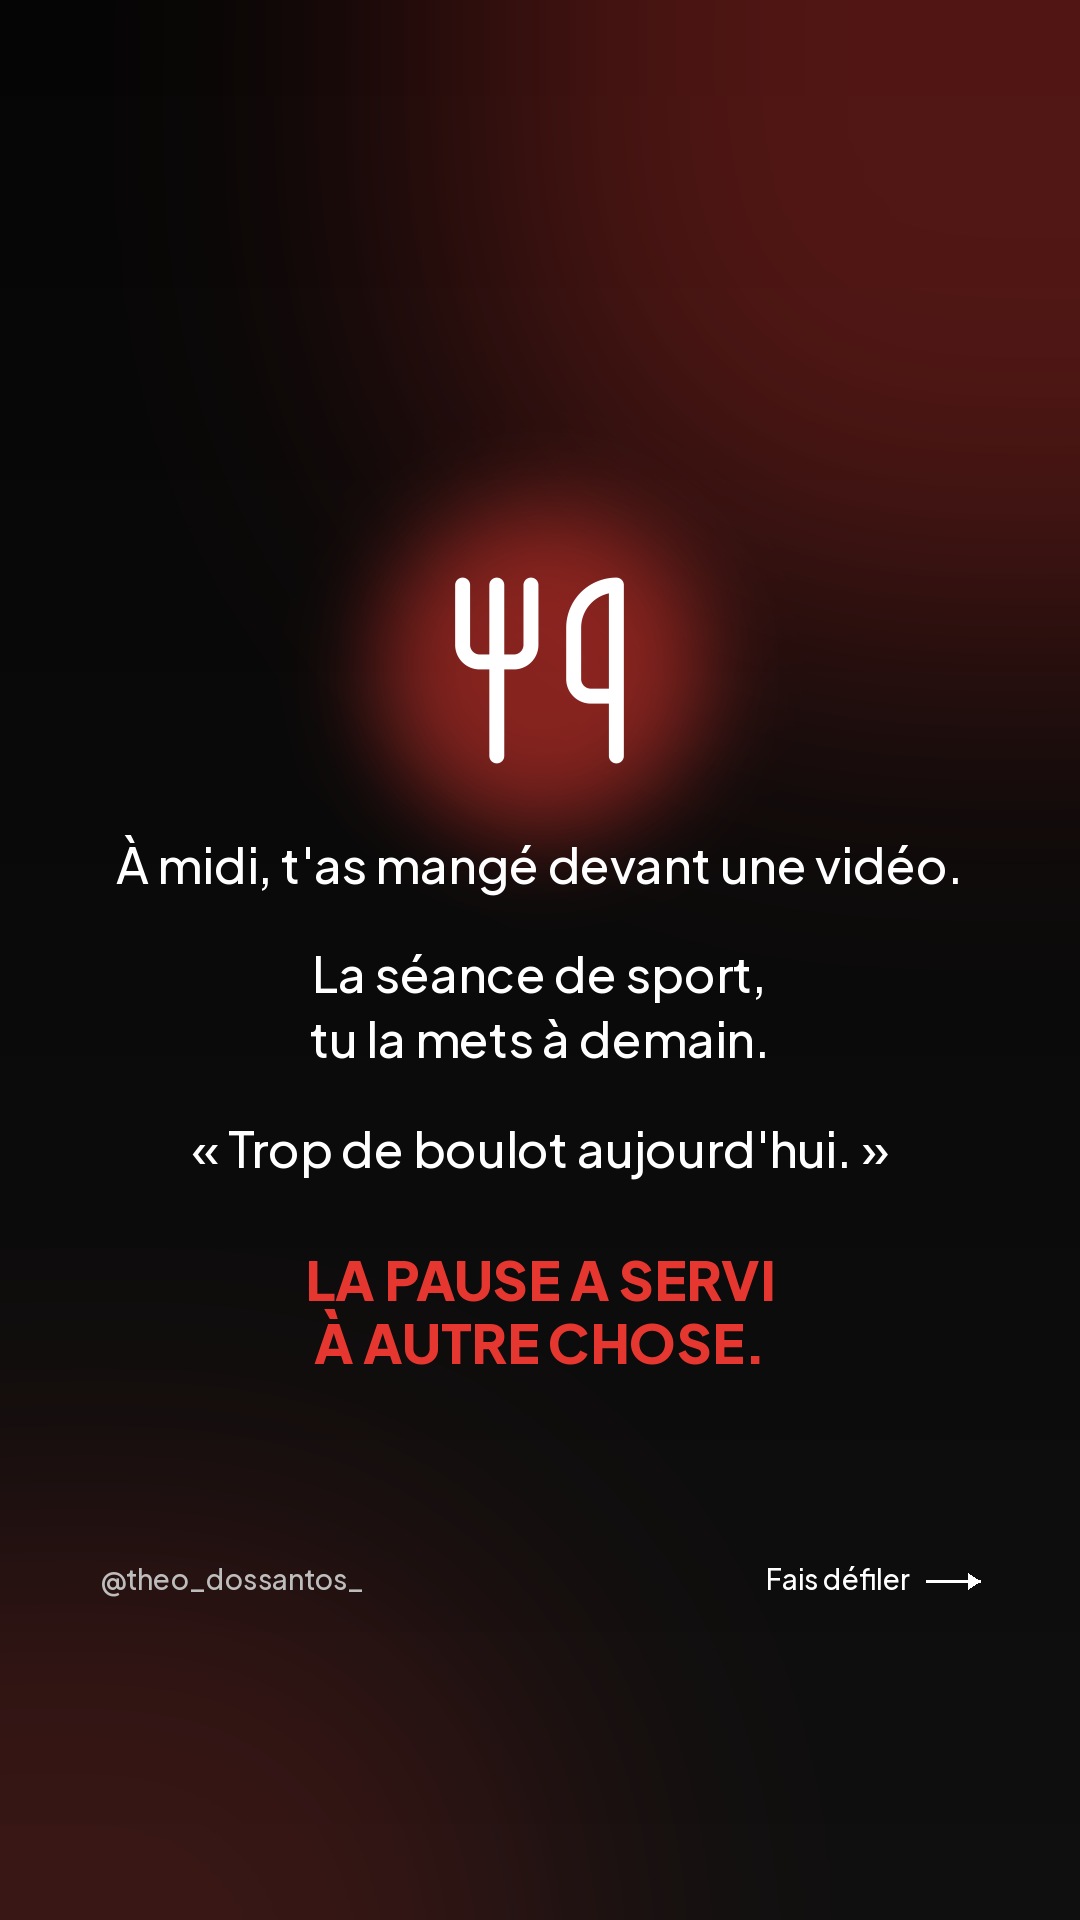 À midi, t'as mangé devant une vidéo.
La séance de sport,
tu la mets à demain.
« Trop de boulot aujourd'hui. »
LA PAUSE A SERVI
À AUTRE CHOSE.
@theo_dossantos_
Fais défiler